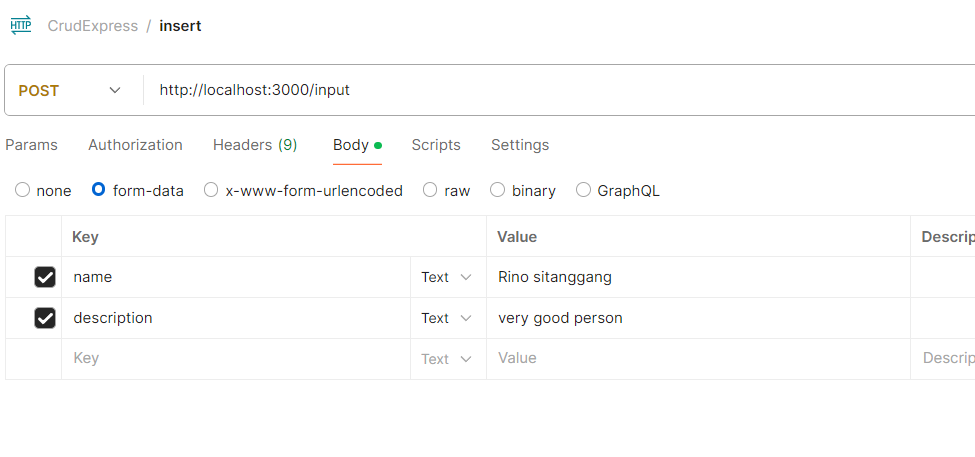 HTTP CrudExpress / insert
POST http://localhost:3000/input
Params Authorization Headers (9) Body Scripts Settings
none form-data x-www-form-urlencoded raw binary GraphQL
Key Value Descrip
name Text Rino sitanggang
description Text very good person
Key Text Value Descrip